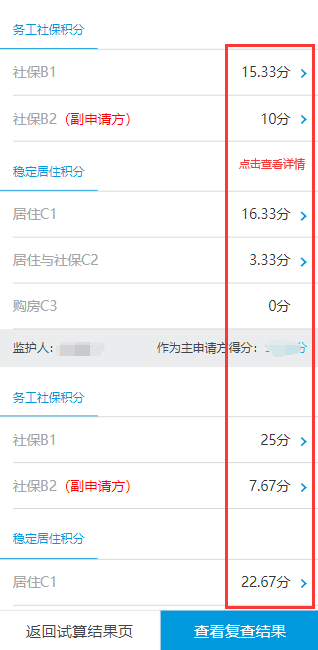 务工社保积分
社保B1 15.33分
社保B2（副申请方） 10分
稳定居住积分 点击查看详情
居住C1 16.33分
居住与社保C2 3.33分
购房C3 0分
监护人： 作为主申请方得分： 分
务工社保积分
社保B1 25分
社保B2（副申请方） 7.67分
稳定居住积分
居住C1 22.67分
返回试算结果页 查看复查结果